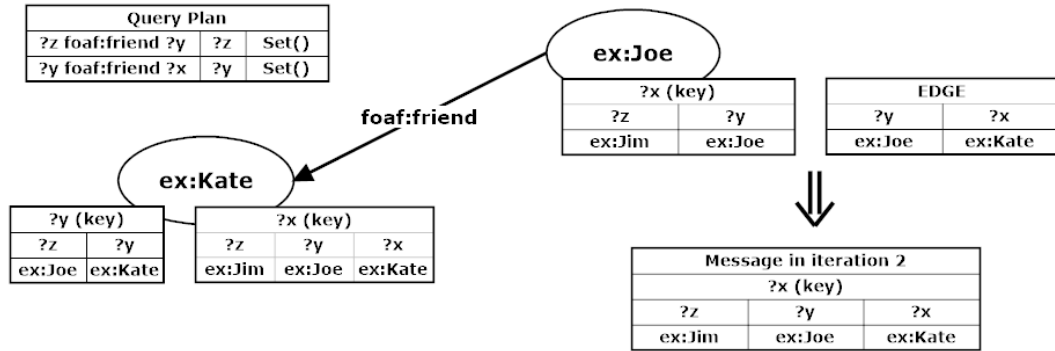 Query Plan
?z foaf:friend ?y ?z Set()
?y foaf:friend ?x ?y Set()
ex:Joe
?x (key)
?z ?y
ex:Jim ex:Joe
EDGE
?y ?x
ex:Joe ex:Kate
foaf:friend
ex:Kate
?y (key)
?z ?y
ex:Joe ex:Kate
?x (key)
?z ?y ?x
ex:Jim ex:Joe ex:Kate
Message in iteration 2
?x (key)
?z ?y ?x
ex:Jim ex:Joe ex:Kate